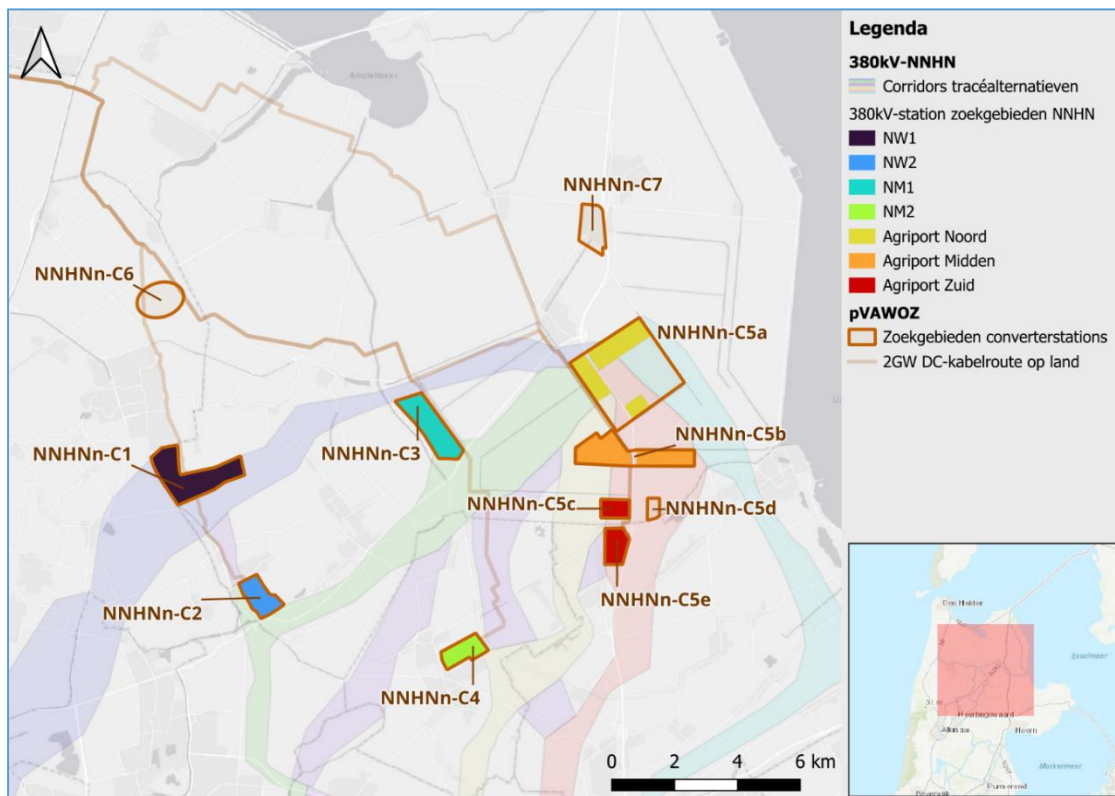 Amstelmeer
NNHNn-C7
NNHNn-C6
NNHNn-C5a
NNHNn-C5b
NNHNn-C1
NNHNn-C3
NNHNn-C5c
NNHNn-C5d
NNHNn-C2
NNHNn-C5e
NNHNn-C4
0 2 4 6 km
Legenda
380kV-NNHN
Corridors tracéalternatieven
380kV-station zoekgebieden NNHN
NW1
NW2
NM1
NM2
Agriport Noord
Agriport Midden
Agriport Zuid
pVAWOZ
Zoekgebieden converterstations
2GW DC-kabelroute op land
Den Helder
IJsselmeer
Heerhugowaard
Alkmaar
Hoorn
Markermeer
Purmerend